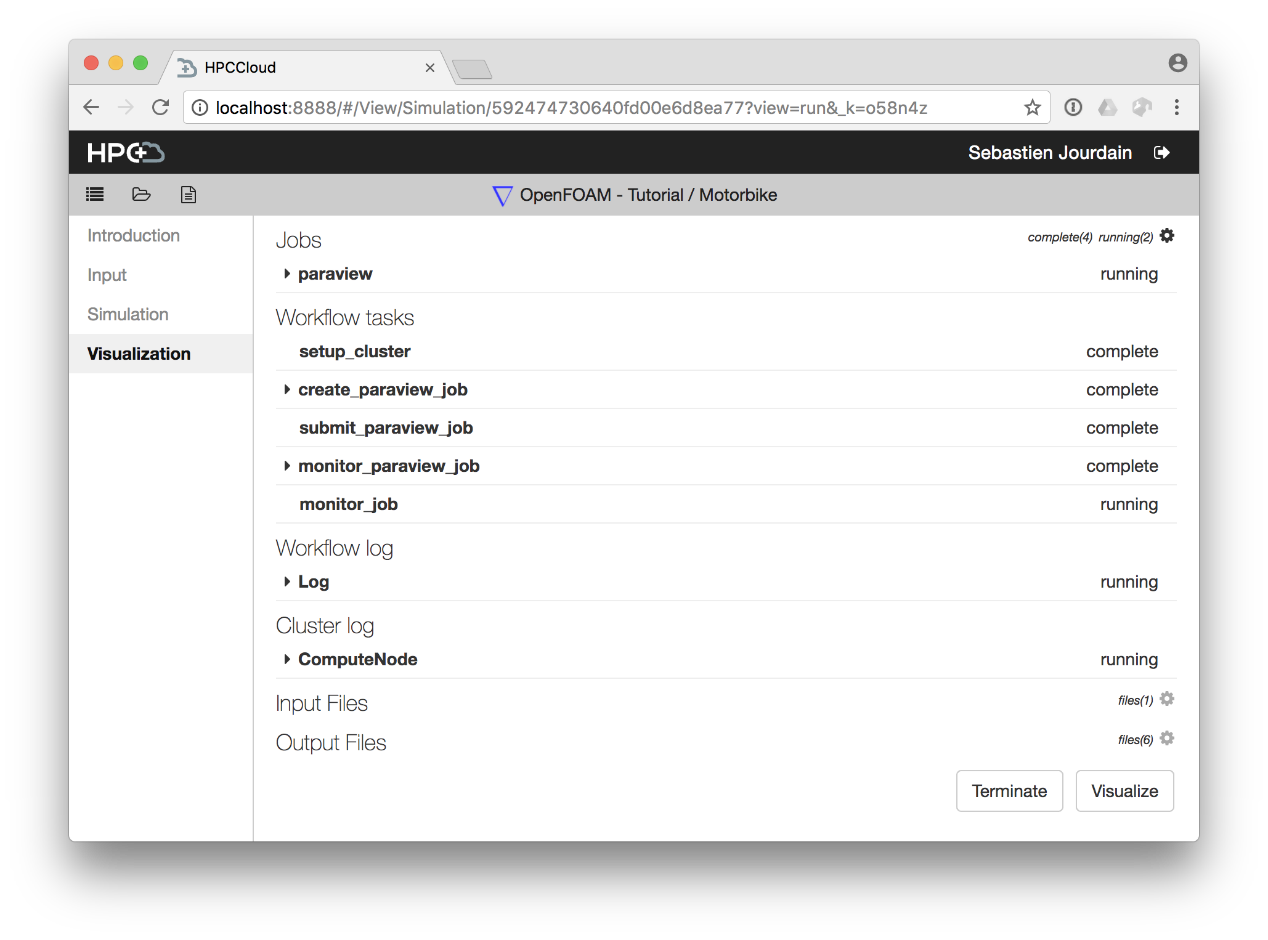 HPCCloud
localhost:8888/#/View/Simulation/592474730640fd00e6d8ea77?view=run&_k=o58n4z
HPC
Sebastien Jourdain
OpenFOAM - Tutorial / Motorbike
Introduction
Input
Simulation
Visualization
Jobs complete(4) running(2)
paraview running
Workflow tasks
setup_cluster complete
create_paraview_job complete
submit_paraview_job complete
monitor_paraview_job complete
monitor_job running
Workflow log
Log running
Cluster log
ComputeNode running
Input Files files(1)
Output Files files(6)
Terminate Visualize